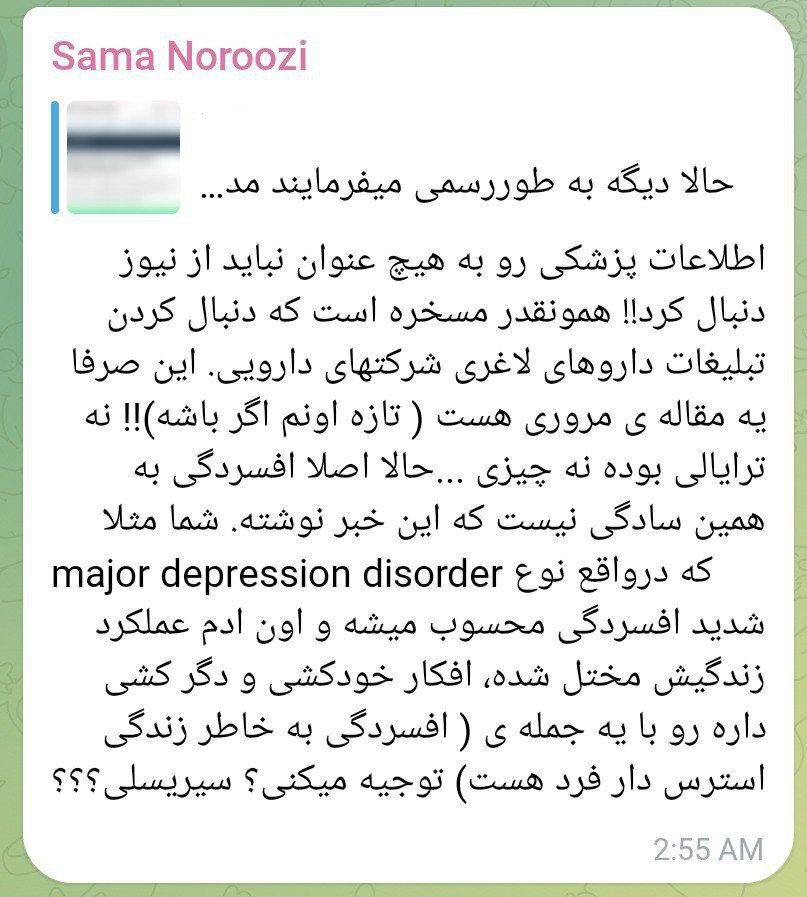 Sama Noroozi
حالا دیگه به طوررسمی میفرمایند مد...
اطلاعات پزشکی رو به هیچ عنوان نباید از نیوز
دنبال کرد!! همونقدر مسخره است که دنبال کردن
تبلیغات داروهای لاغری شرکتهای دارویی. این صرفا
یه مقاله ی مروری هست ( تازه اونم اگر باشه)!! نه
ترایالی بوده نه چیزی ...حالا اصلا افسردگی به
همین سادگی نیست که این خبر نوشته. شما مثلا
major depression disorder که درواقع نوع
شدید افسردگی محسوب میشه و اون ادم عملکرد
زندگیش مختل شده، افکار خودکشی و دگر کشی
داره رو با یه جمله ی ( افسردگی به خاطر زندگی
استرس دار فرد هست) توجیه میکنی؟ سیریسلی؟؟؟
2:55 AM